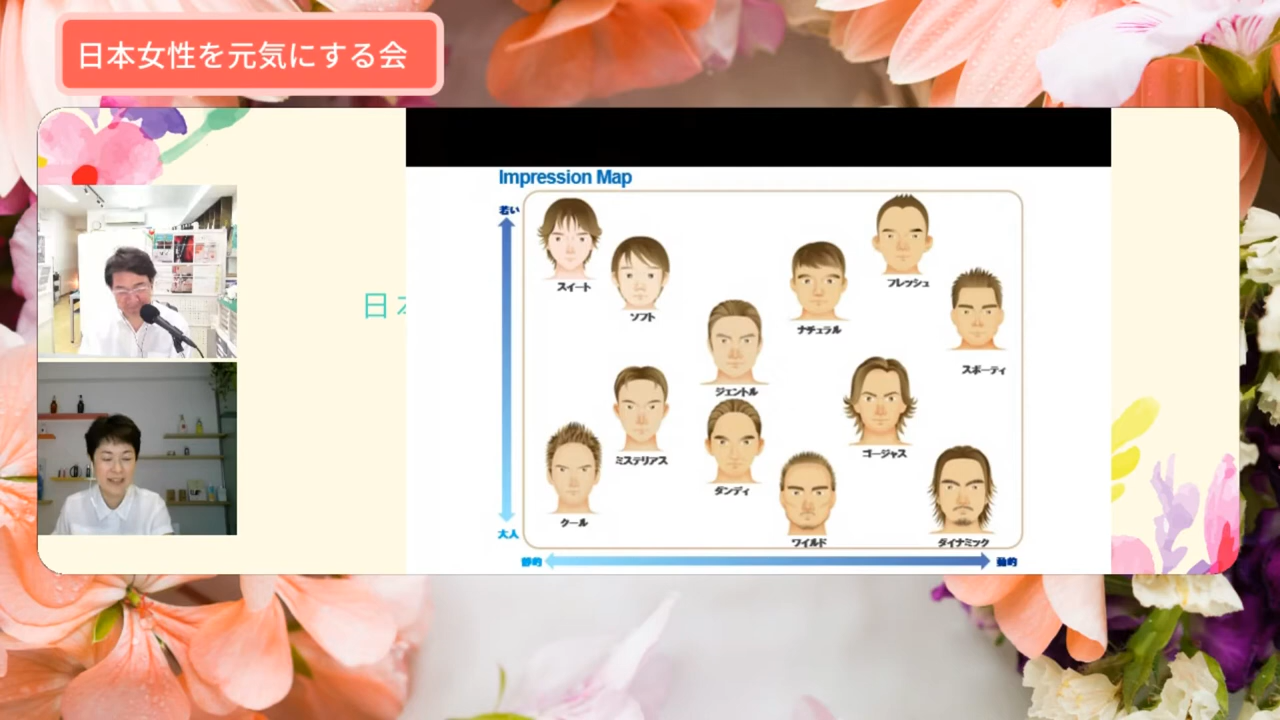 日本女性を元気にする会
Impression Map
若い
スイート
ソフト
ナチュラル
フレッシュ
スポーティ
ジェントル
ミステリアス
ゴージャス
クール
ダンディ
ワイルド
ダイナミック
大人
静的
動的
日本